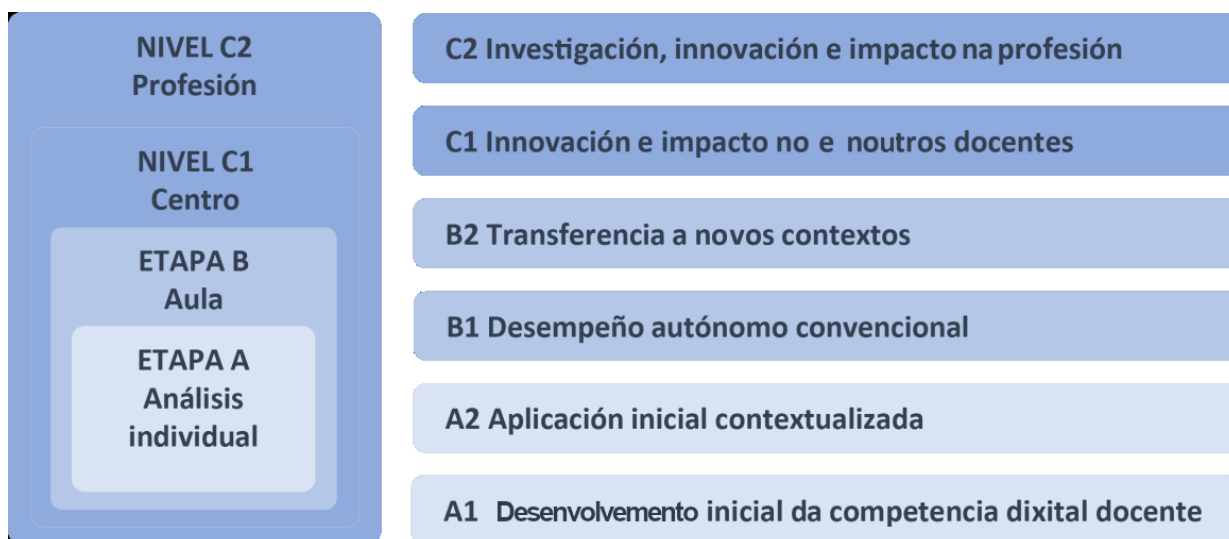 NIVEL C2
Profesión
NIVEL C1
Centro
ETAPA B
Aula
ETAPA A
Análisis
individual
C2 Investigación, innovación e impacto na profesión
C1 Innovación e impacto no e noutros docentes
B2 Transferencia a novos contextos
B1 Desempeño autónomo convencional
A2 Aplicación inicial contextualizada
A1 Desenvolvemento inicial da competencia dixital docente